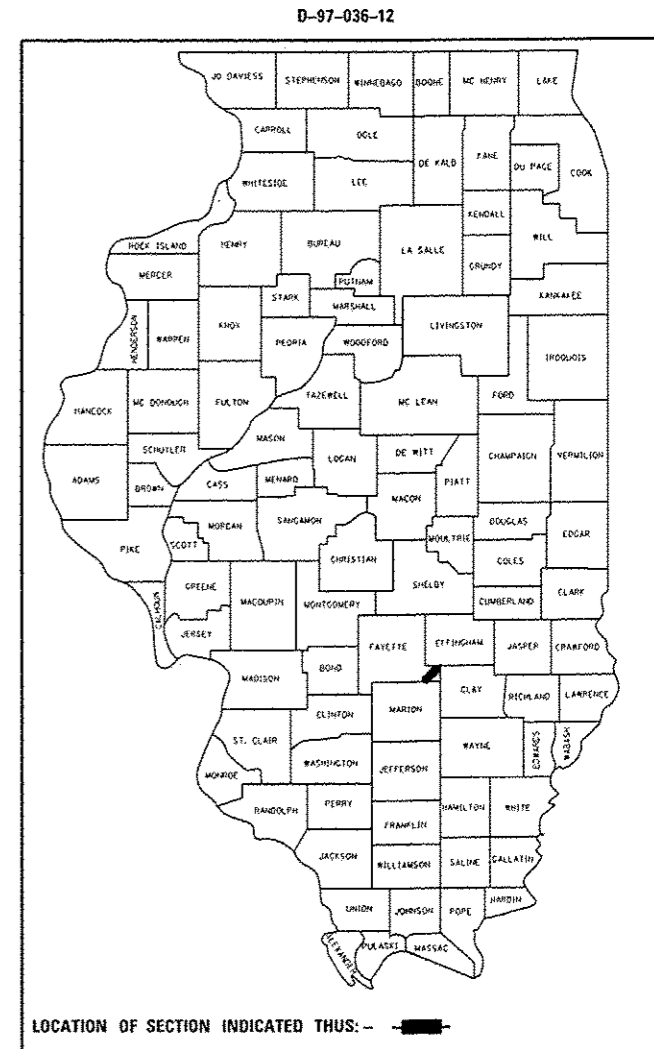 D-97-036-12
JO DAVIESS STEPHENSON WINNEBAGO BOONE MC HENRY LAKE
CARROLL OGLE DE KALB KANE DU PAGE COOK
WHITESIDE LEE
KENDALL WILL
ROCK ISLAND HENRY BUREAU LA SALLE GRUNDY
MERCER PUTNAM KANKAKEE
STARK MARSHALL
HENDERSON WARREN KNOX PEORIA WOODFORD LIVINGSTON IROQUOIS
HANCOCK MC DONOUGH FULTON TAZEWELL MC LEAN FORD
MASON
SCHUYLER LOGAN DE WITT CHAMPAIGN VERMILION
ADAMS BROWN CASS MENARD MACON PIATT
MORGAN SANGAMON DOUGLAS EDGAR
PIKE SCOTT CHRISTIAN MOULTRIE COLES
GREENE SHELBY CLARK
CALHOUN MACOUPIN MONTGOMERY CUMBERLAND
JERSEY FAYETTE EFFINGHAM JASPER CRAWFORD
MADISON BOND
CLAY RICHLAND LAWRENCE
CLINTON MARION
ST. CLAIR WAYNE EDWARDS WABASH
MONROE WASHINGTON JEFFERSON
RANDOLPH PERRY HAMILTON WHITE
FRANKLIN
JACKSON WILLIAMSON SALINE GALLATIN
UNION JOHNSON POPE HARDIN
ALEXANDER PULASKI MASSAC
LOCATION OF SECTION INDICATED THUS: -